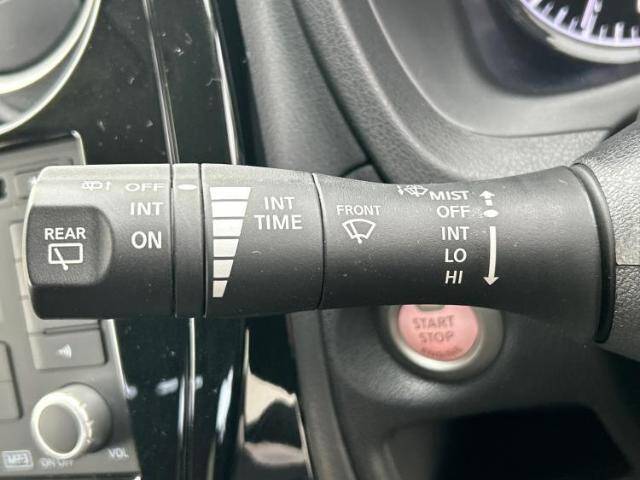 OFF
INT
ON
REAR
INT
TIME
FRONT
MIST
OFF
INT
LO
HI
START
STOP
VOL
ON·OFF
MP3